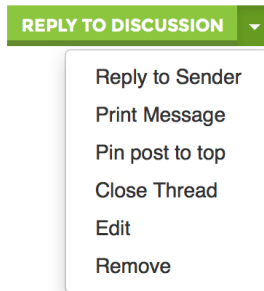 REPLY TO DISCUSSION
Reply to Sender
Print Message
Pin post to top
Close Thread
Edit
Remove